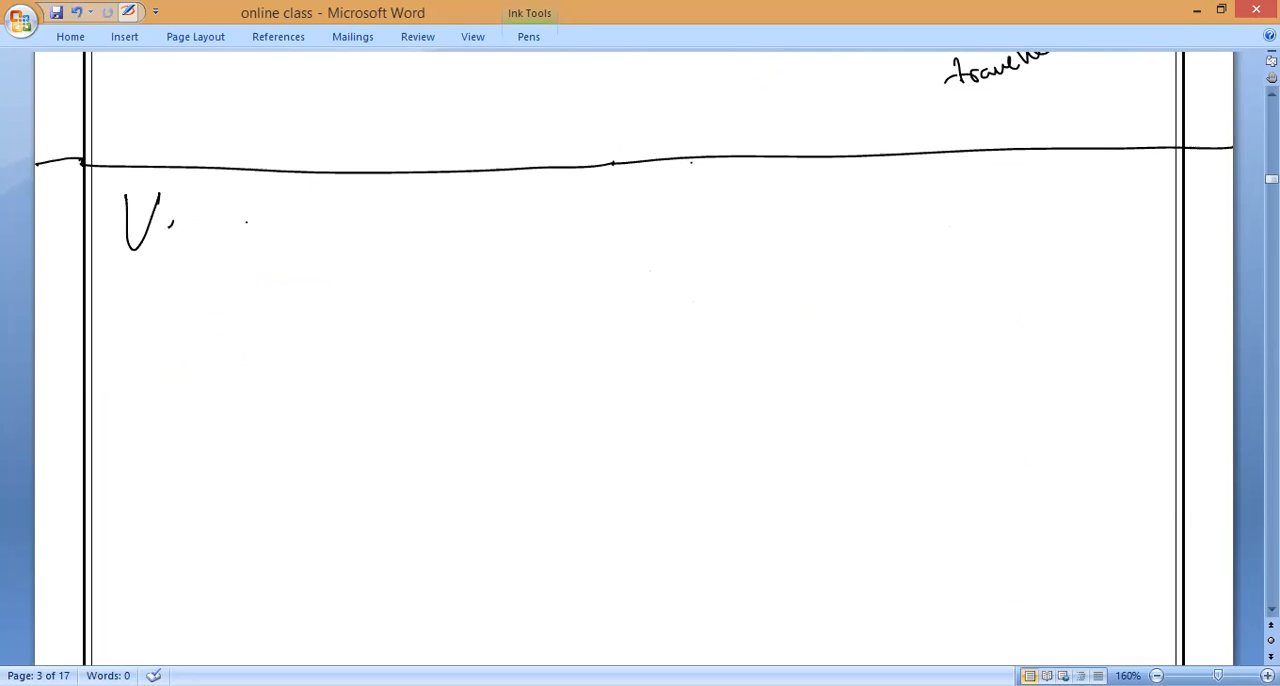 online class - Microsoft Word
Ink Tools
Home Insert Page Layout References Mailings Review View Pens
V
Page: 3 of 17 Words: 0 160%